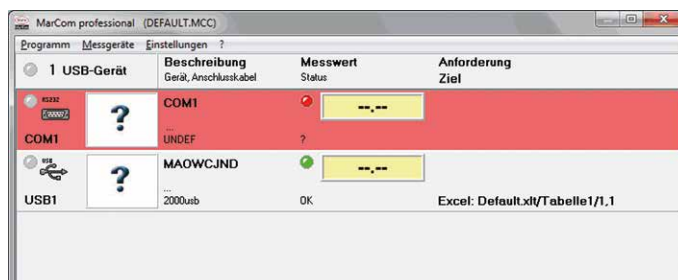 MarCom professional (DEFAULT.MCC)
Programm Messgeräte Einstellungen ?
1 USB-Gerät
Beschreibung
Gerät, Anschlusskabel
Messwert
Status
Anforderung
Ziel
RS232
COM1
?
COM1
...
UNDEF
--.--
?
USB
USB1
?
MAOWCJND
...
2000usb
--.--
OK
Excel: Default.xlt/Tabelle1/1,1